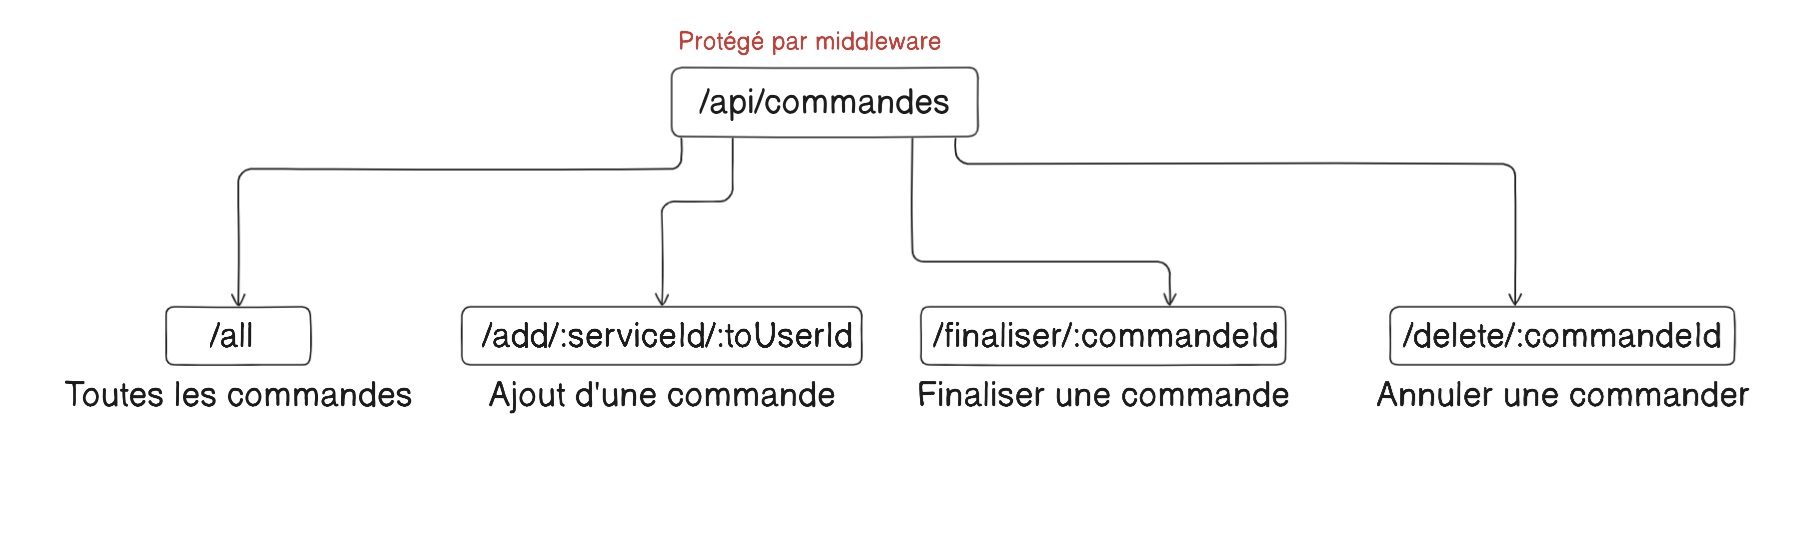 Protégé par middleware
/api/commandes
/all
/add/:serviceId/:toUserId
/finaliser/:commandeId
/delete/:commandeId
Toutes les commandes
Ajout d'une commande
Finaliser une commande
Annuler une commander